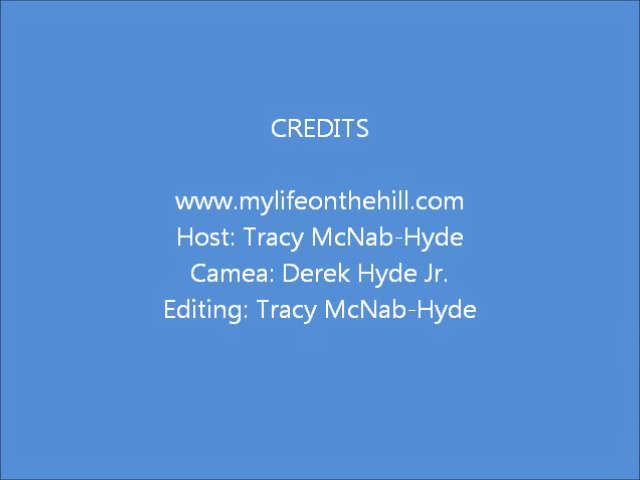 CREDITS
www.mylifeonthehill.com
Host: Tracy McNab-Hyde
Camea: Derek Hyde Jr.
Editing: Tracy McNab-Hyde